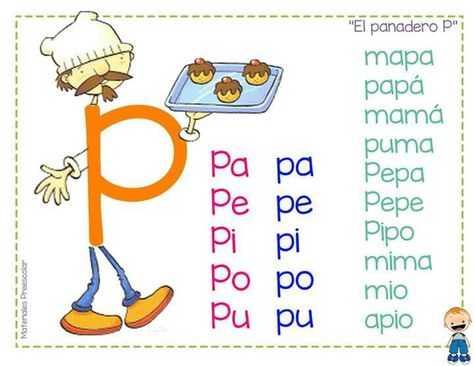 "El panadero P"
p
Pa pa
Pe pe
Pi pi
Po po
Pu pu
mapa
papá
mamá
puma
Pepa
Pepe
Pipo
mima
mio
apio
Materiales Preescolar